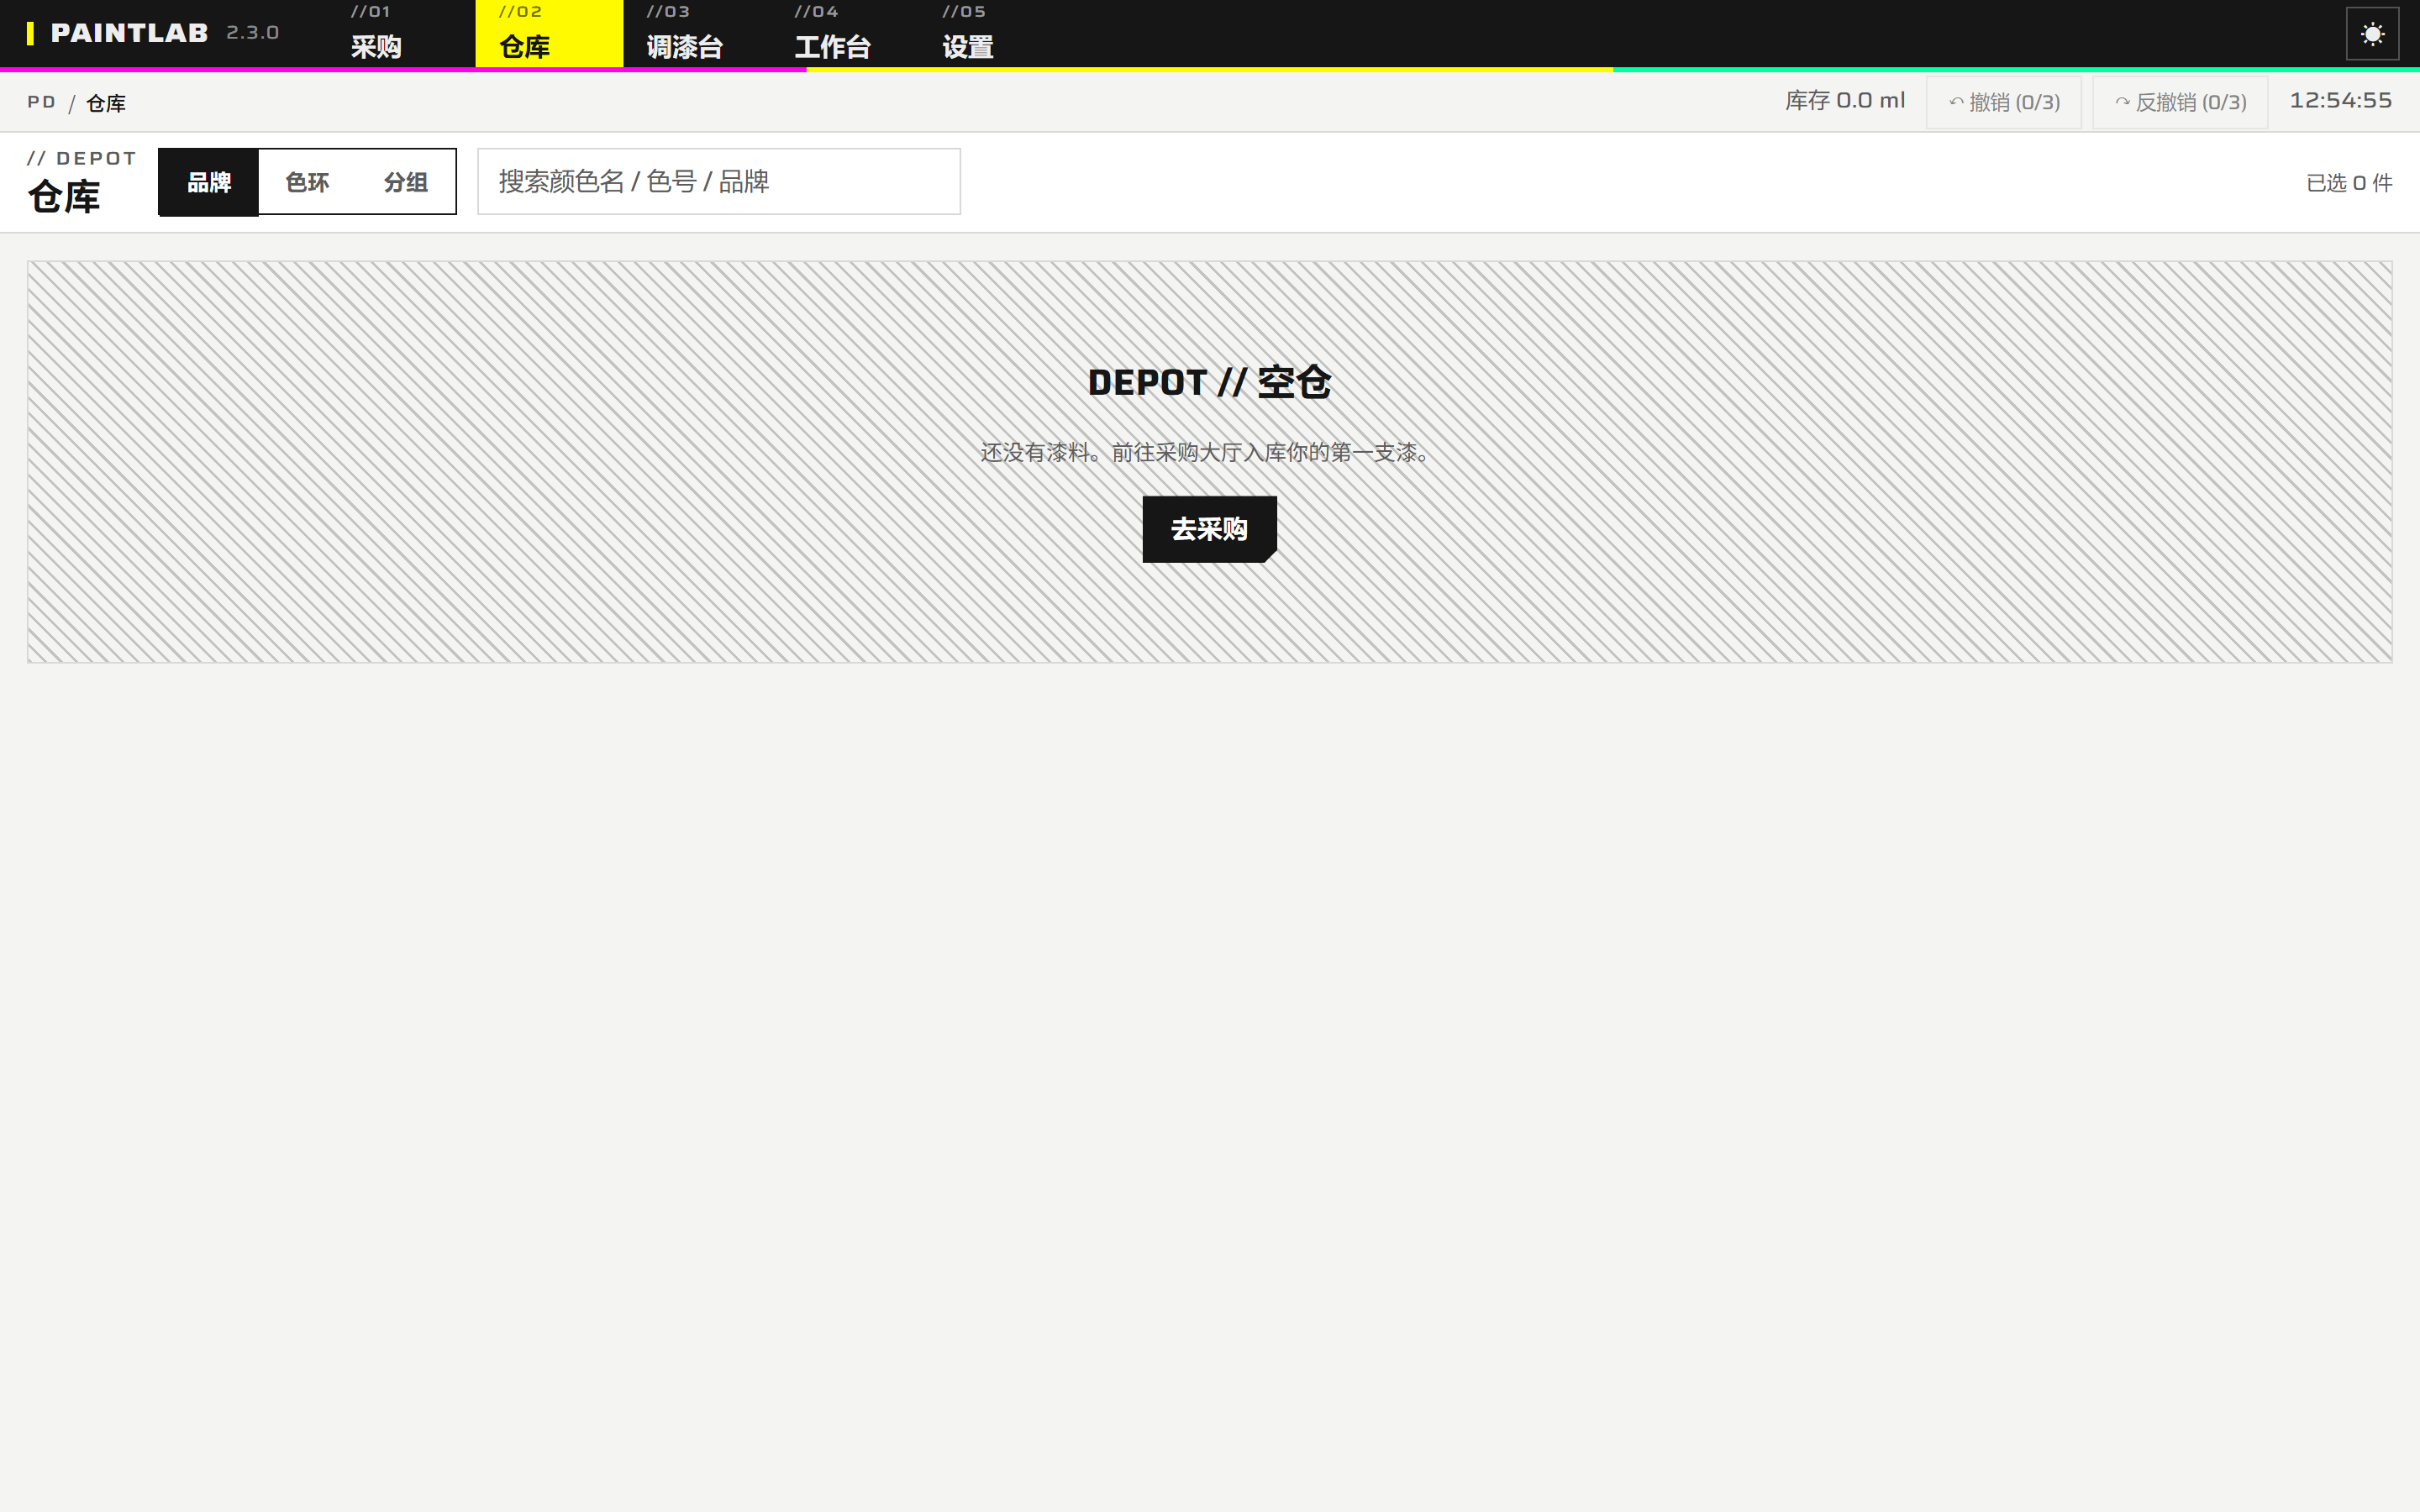 PAINTLAB 2.3.0
//01
采购
//02
仓库
//03
调漆台
//04
工作台
//05
设置
PD / 仓库
库存 0.0 ml
撤销 (0/3)
反撤销 (0/3)
12:54:55
// DEPOT
仓库
品牌
色环
分组
搜索颜色名 / 色号 / 品牌
已选 0 件
DEPOT // 空仓
还没有漆料。前往采购大厅入库你的第一支漆。
去采购